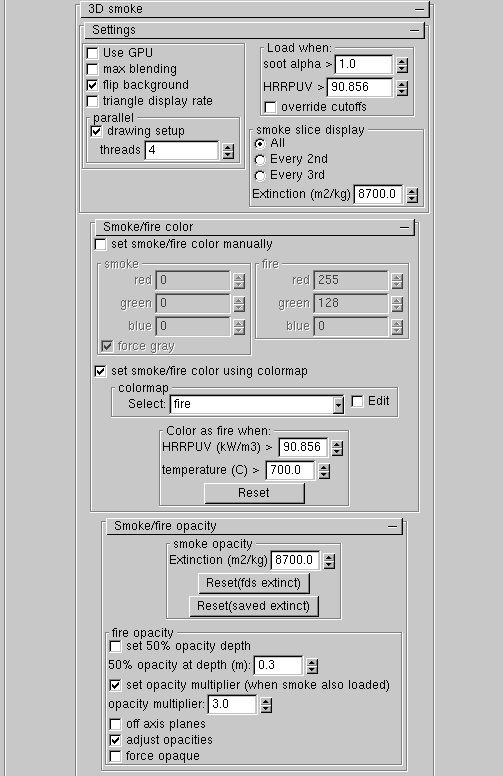 3D smoke
Settings
Use GPU
max blending
flip background
triangle display rate
parallel
drawing setup
threads 4
Load when:
soot alpha > 1.0
HRRPUV > 90.856
override cutoffs
smoke slice display
All
Every 2nd
Every 3rd
Extinction (m2/kg) 8700.0
Smoke/fire color
set smoke/fire color manually
smoke
red 0
green 0
blue 0
force gray
fire
red 255
green 128
blue 0
set smoke/fire color using colormap
colormap
Select: fire Edit
Color as fire when:
HRRPUV (kW/m3) > 90.856
temperature (C) > 700.0
Reset
Smoke/fire opacity
smoke opacity
Extinction (m2/kg) 8700.0
Reset(fds extinct)
Reset(saved extinct)
fire opacity
set 50% opacity depth
50% opacity at depth (m): 0.3
set opacity multiplier (when smoke also loaded)
opacity multiplier: 3.0
off axis planes
adjust opacities
force opaque